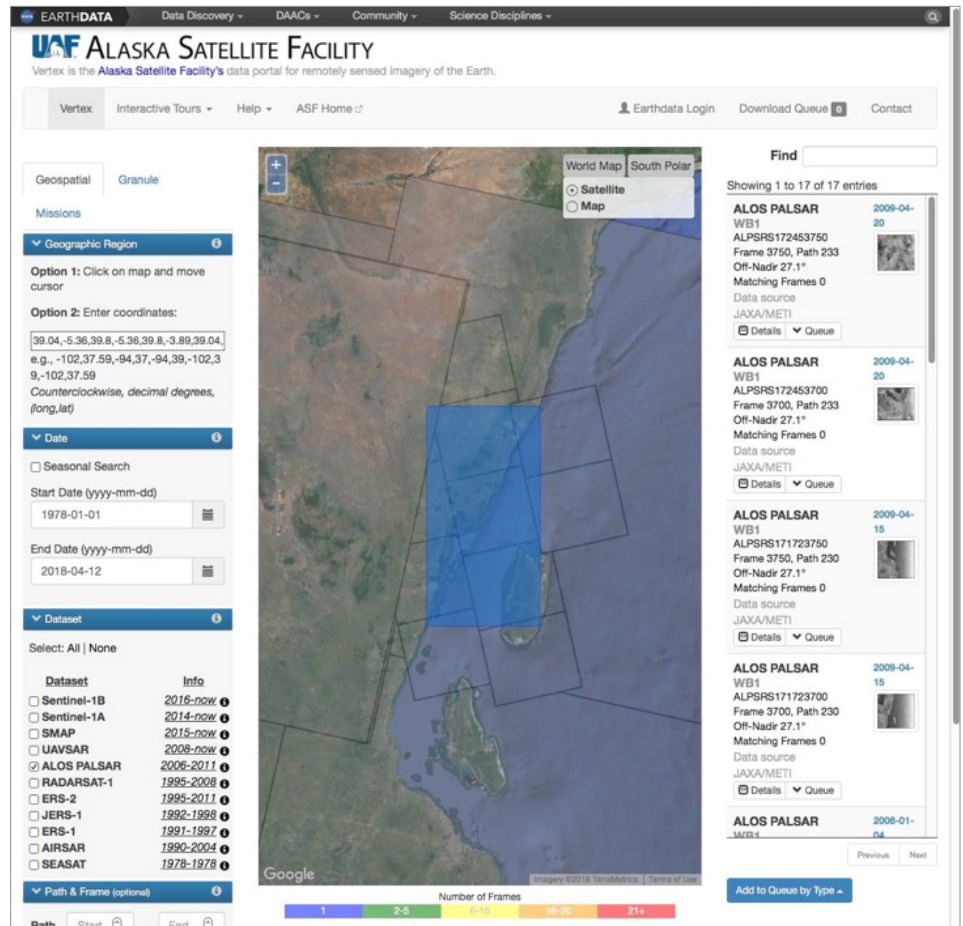 EARTHDATA
Data Discovery
DAACs
Community
Science Disciplines
UAF ALASKA SATELLITE FACILITY
Vertex is the Alaska Satellite Facility's data portal for remotely sensed imagery of the Earth.
Vertex
Interactive Tours
Help
ASF Home
Earthdata Login
Download Queue 0
Contact
Geospatial
Granule
Missions
Geographic Region
Option 1: Click on map and move
cursor
Option 2: Enter coordinates:
39.04,-5.36,39.8,-5.36,39.8,-3.89,39.04,
e.g., -102,37.59,-94,37,-94,39,-102,3
9,-102,37.59
Counterclockwise, decimal degrees,
(long,lat)
Date
Seasonal Search
Start Date (yyyy-mm-dd)
1978-01-01
End Date (yyyy-mm-dd)
2018-04-12
Dataset
Select: All | None
Dataset Info
Sentinel-1B 2016-now
Sentinel-1A 2014-now
SMAP 2015-now
UAVSAR 2008-now
ALOS PALSAR 2006-2011
RADARSAT-1 1995-2008
ERS-2 1995-2011
JERS-1 1992-1998
ERS-1 1991-1997
AIRSAR 1990-2004
SEASAT 1978-1978
Path & Frame (optional)
Path Start End
World Map South Polar
Satellite
Map
Google
Imagery ©2018 TerraMetrics Terms of Use
Number of Frames
1 2-5 6-15 16-20 21+
Find
Showing 1 to 17 of 17 entries
ALOS PALSAR 2009-04-
WB1 20
ALPSRS172453750
Frame 3750, Path 233
Off-Nadir 27.1°
Matching Frames 0
Data source
JAXA/METI
Details Queue
ALOS PALSAR 2009-04-
WB1 20
ALPSRS172453700
Frame 3700, Path 233
Off-Nadir 27.1°
Matching Frames 0
Data source
JAXA/METI
Details Queue
ALOS PALSAR 2009-04-
WB1 15
ALPSRS171723750
Frame 3750, Path 230
Off-Nadir 27.1°
Matching Frames 0
Data source
JAXA/METI
Details Queue
ALOS PALSAR 2009-04-
WB1 15
ALPSRS171723700
Frame 3700, Path 230
Off-Nadir 27.1°
Matching Frames 0
Data source
JAXA/METI
Details Queue
ALOS PALSAR 2008-01-
WB1 04
Previous Next
Add to Queue by Type